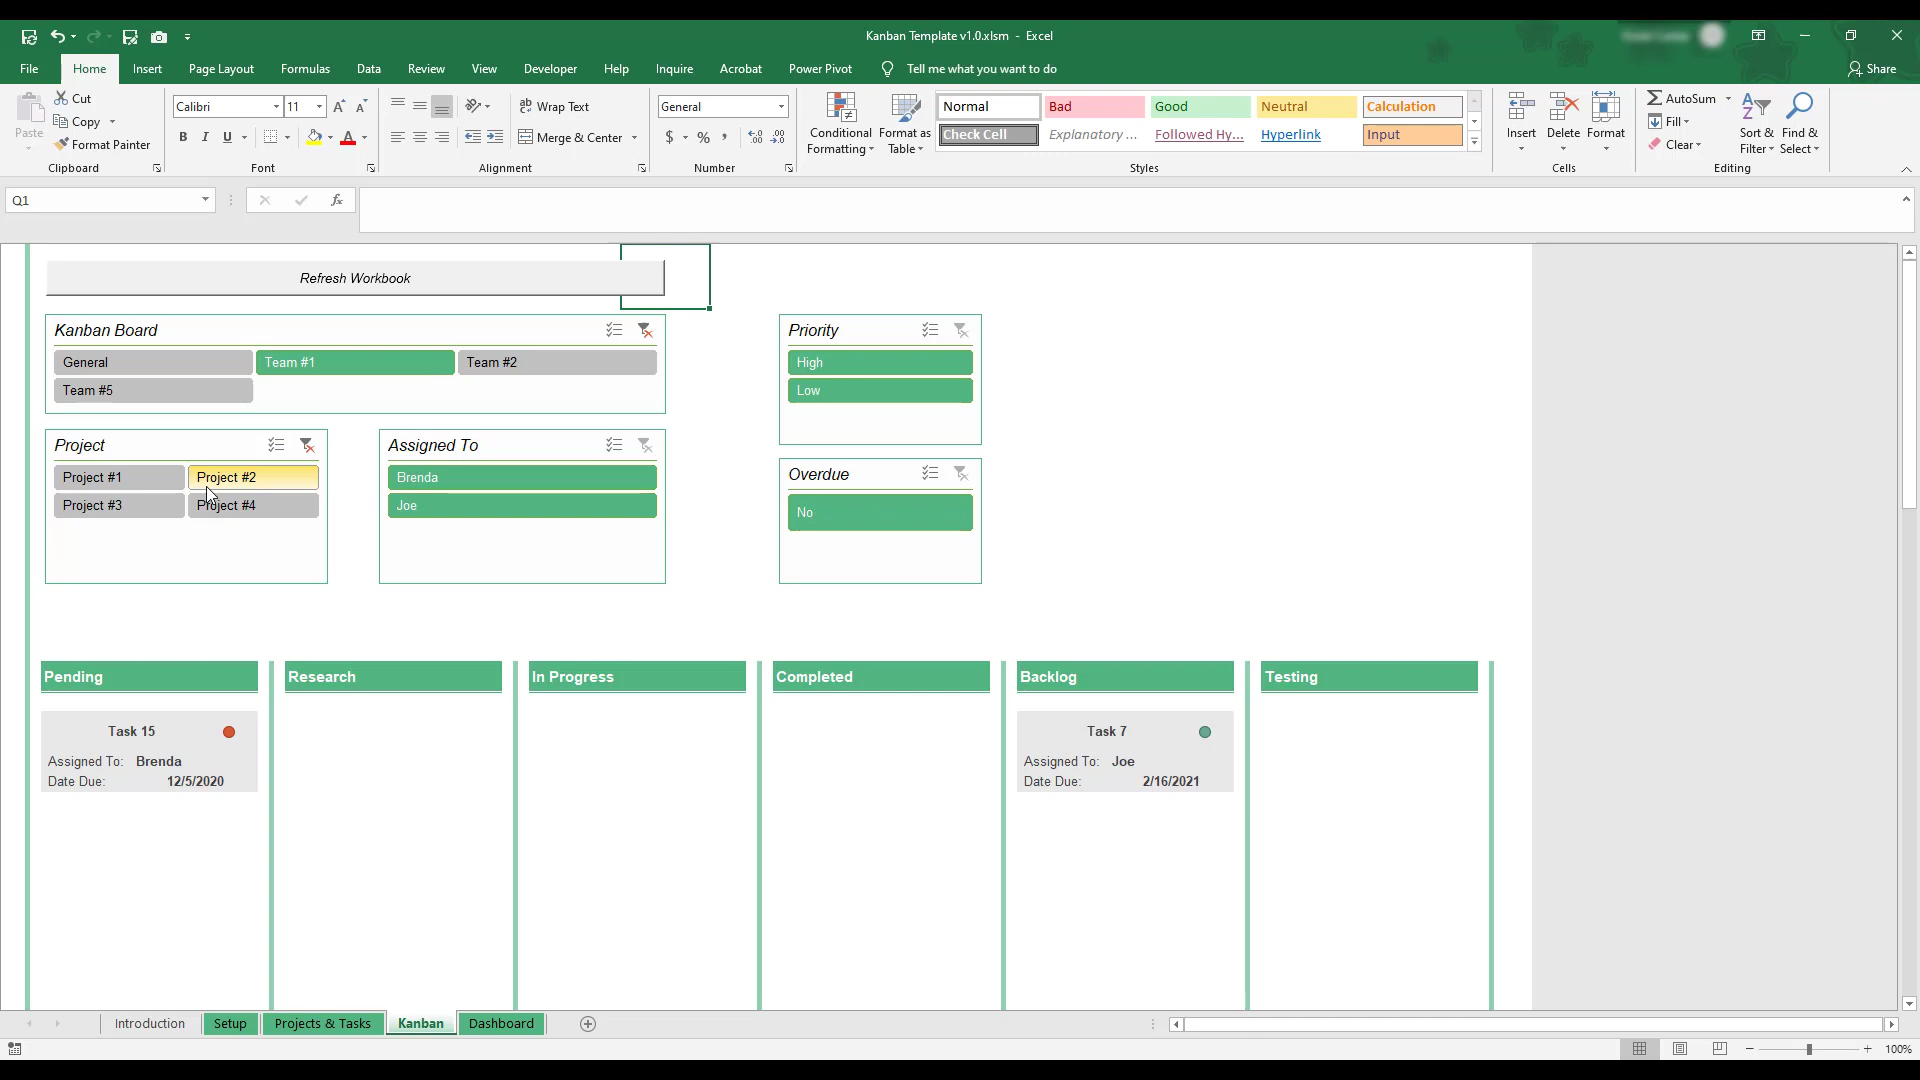 Kanban Template v1.0.xlsm - Excel
File Home Insert Page Layout Formulas Data Review View Developer Help Inquire Acrobat Power Pivot Tell me what you want to do Share
Paste
Cut
Copy
Format Painter
Clipboard
Calibri 11
B I U
Font
Wrap Text
Merge & Center
Alignment
General
$ % ,
Number
Conditional Formatting
Format as Table
Normal Bad Good Neutral Calculation
Check Cell Explanatory ... Followed Hy... Hyperlink Input
Styles
Insert Delete Format
Cells
AutoSum
Fill
Clear
Sort & Filter
Find & Select
Editing
Q1
fx
Refresh Workbook
Kanban Board
General Team #1 Team #2
Team #5
Priority
High
Low
Project
Project #1 Project #2
Project #3 Project #4
Assigned To
Brenda
Joe
Overdue
No
Pending Research In Progress Completed Backlog Testing
Task 15
Assigned To: Brenda
Date Due: 12/5/2020
Task 7
Assigned To: Joe
Date Due: 2/16/2021
Introduction Setup Projects & Tasks Kanban Dashboard
100%